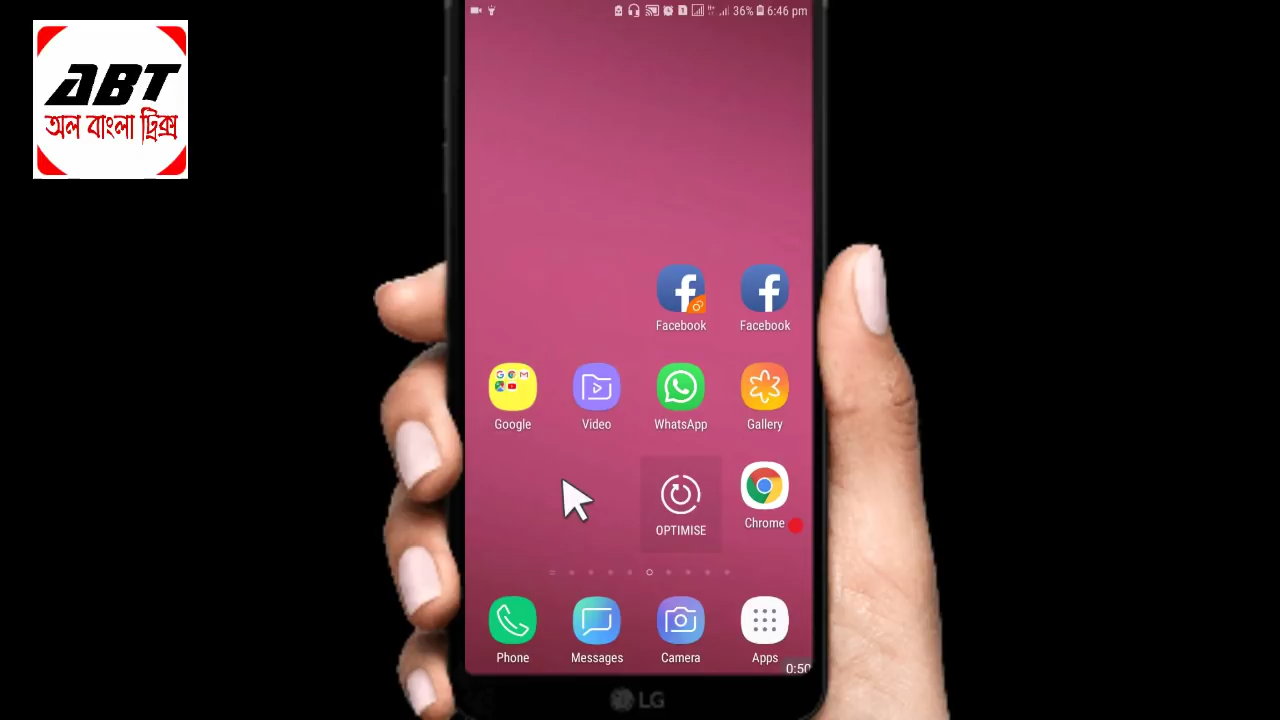 ABT
অল বাংলা ট্রিক্স
36% 6:46 pm
Facebook
Facebook
Google
Video
WhatsApp
Gallery
OPTIMISE
Chrome
Phone
Messages
Camera
Apps
0:50
LG